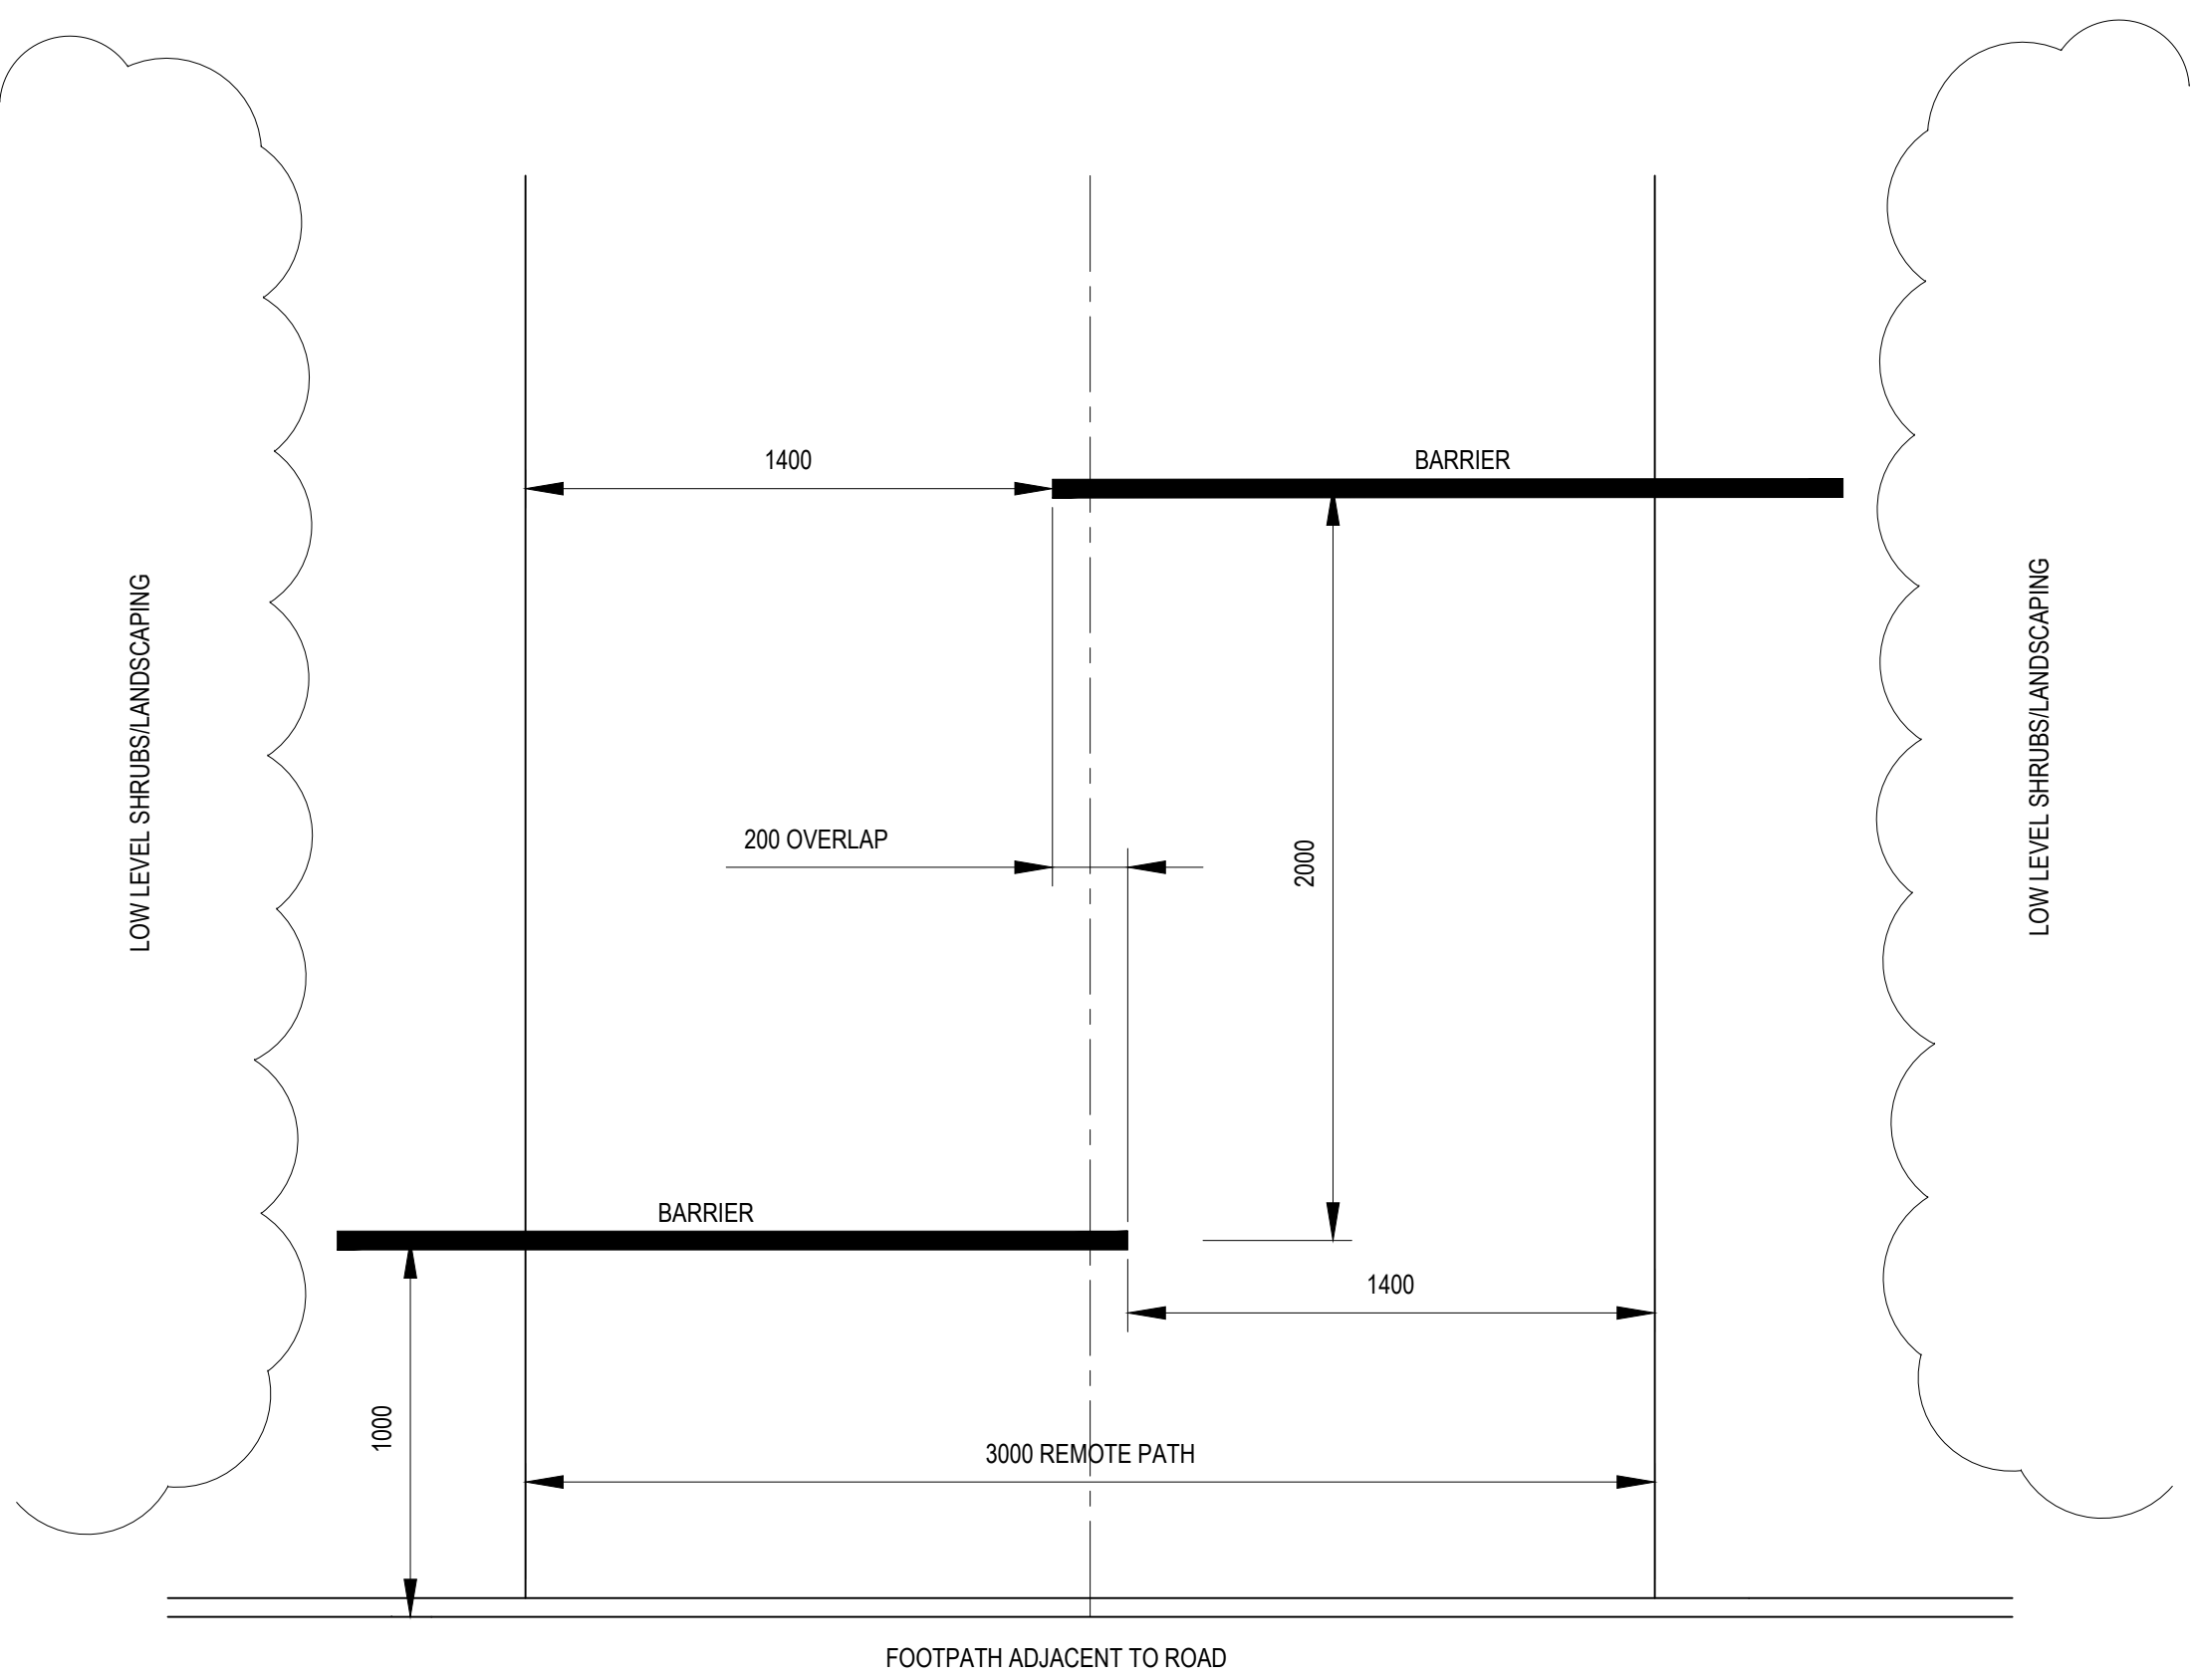 1400
BARRIER
LOW LEVEL SHRUBS/LANDSCAPING
LOW LEVEL SHRUBS/LANDSCAPING
200 OVERLAP
2000
BARRIER
1400
1000
3000 REMOTE PATH
FOOTPATH ADJACENT TO ROAD